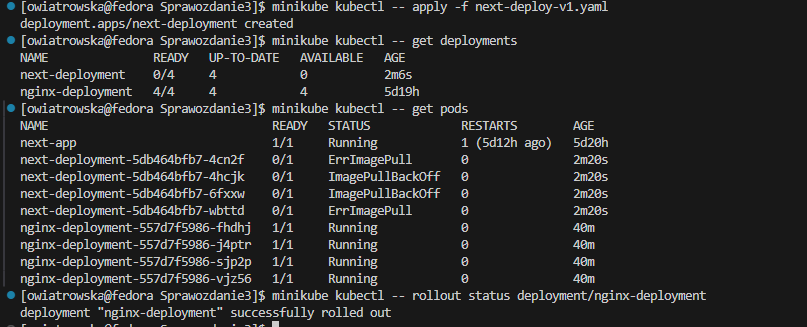 [owiatrowska@fedora Sprawozdanie3]$ minikube kubectl -- apply -f next-deploy-v1.yaml
deployment.apps/next-deployment created
[owiatrowska@fedora Sprawozdanie3]$ minikube kubectl -- get deployments
NAME READY UP-TO-DATE AVAILABLE AGE
next-deployment 0/4 4 0 2m6s
nginx-deployment 4/4 4 4 5d19h
[owiatrowska@fedora Sprawozdanie3]$ minikube kubectl -- get pods
NAME READY STATUS RESTARTS AGE
next-app 1/1 Running 1 (5d12h ago) 5d20h
next-deployment-5db464bfb7-4cn2f 0/1 ErrImagePull 0 2m20s
next-deployment-5db464bfb7-4hcjk 0/1 ImagePullBackOff 0 2m20s
next-deployment-5db464bfb7-6fxxw 0/1 ImagePullBackOff 0 2m20s
next-deployment-5db464bfb7-wbttd 0/1 ErrImagePull 0 2m20s
nginx-deployment-557d7f5986-fhdhj 1/1 Running 0 40m
nginx-deployment-557d7f5986-j4ptr 1/1 Running 0 40m
nginx-deployment-557d7f5986-sjp2p 1/1 Running 0 40m
nginx-deployment-557d7f5986-vjz56 1/1 Running 0 40m
[owiatrowska@fedora Sprawozdanie3]$ minikube kubectl -- rollout status deployment/nginx-deployment
deployment "nginx-deployment" successfully rolled out
[owiatrowska@fedora Sprawozdanie3]$